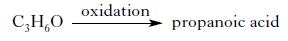 C₃H₆O oxidation ⟶ propanoic acid